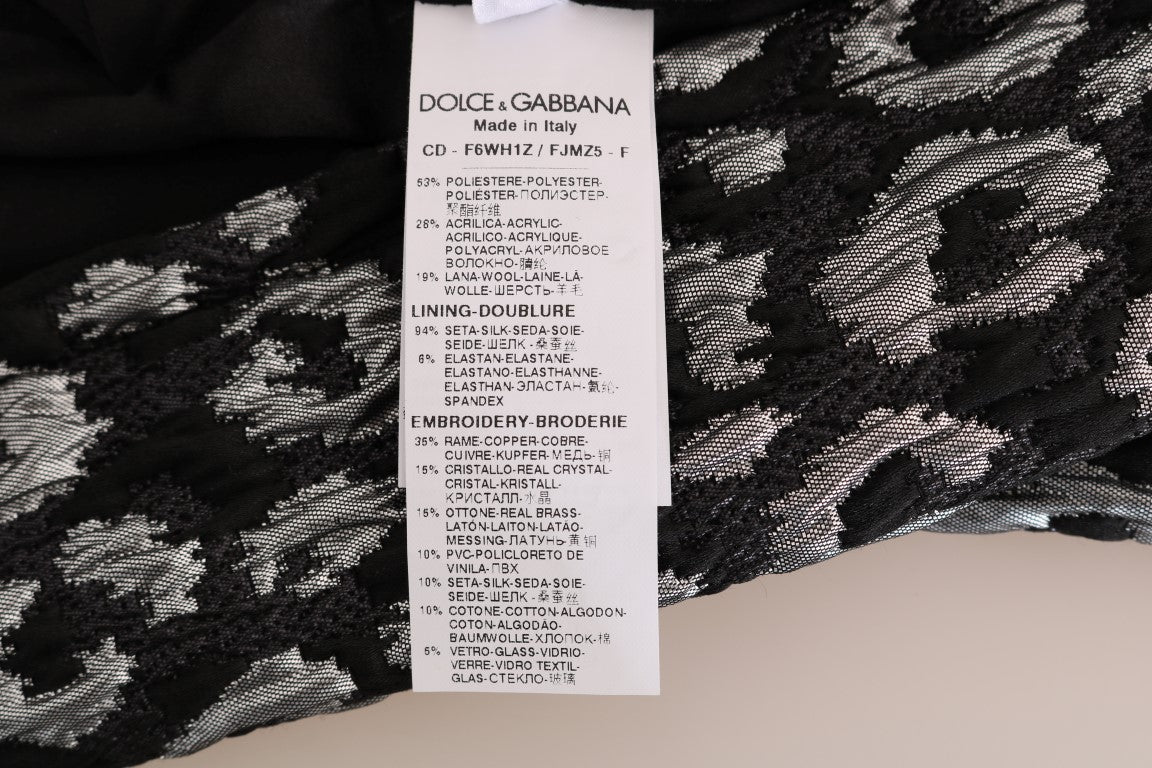 DOLCE & GABBANA
Made in Italy
CD - F6WH1Z / FJMZ5 - F
53% POLIESTERE-POLYESTER-
POLIÉSTER-ПОЛИЭСТЕР-
聚酯纤维
28% ACRILICA-ACRYLIC-
ACRILICO-ACRYLIQUE-
POLYACRYL-АКРИЛОВОЕ
ВОЛОКНО-腈纶
19% LANA-WOOL-LAINE-LÃ-
WOLLE-ШЕРСТЬ-羊毛
LINING-DOUBLURE
94% SETA-SILK-SEDA-SOIE-
SEIDE-ШЕЛК-桑蚕丝
6% ELASTAN-ELASTANE-
ELASTANO-ELASTHANNE-
ELASTHAN-ЭЛАСТАН-氨纶-
SPANDEX
EMBROIDERY-BRODERIE
35% RAME-COPPER-COBRE-
CUIVRE-KUPFER-МЕДЬ-铜
15% CRISTALLO-REAL CRYSTAL-
CRISTAL-KRISTALL-
КРИСТАЛЛ-水晶
15% OTTONE-REAL BRASS-
LATÓN-LAITON-LATÃO-
MESSING-ЛАТУНЬ-黄铜
10% PVC-POLICLORETO DE
VINILA-ПВХ
10% SETA-SILK-SEDA-SOIE-
SEIDE-ШЕЛК-桑蚕丝
10% COTONE-COTTON-ALGODON-
COTON-ALGODÃO-
BAUMWOLLE-ХЛОПОК-棉
5% VETRO-GLASS-VIDRIO-
VERRE-VIDRO TEXTIL-
GLAS-СТЕКЛО-玻璃